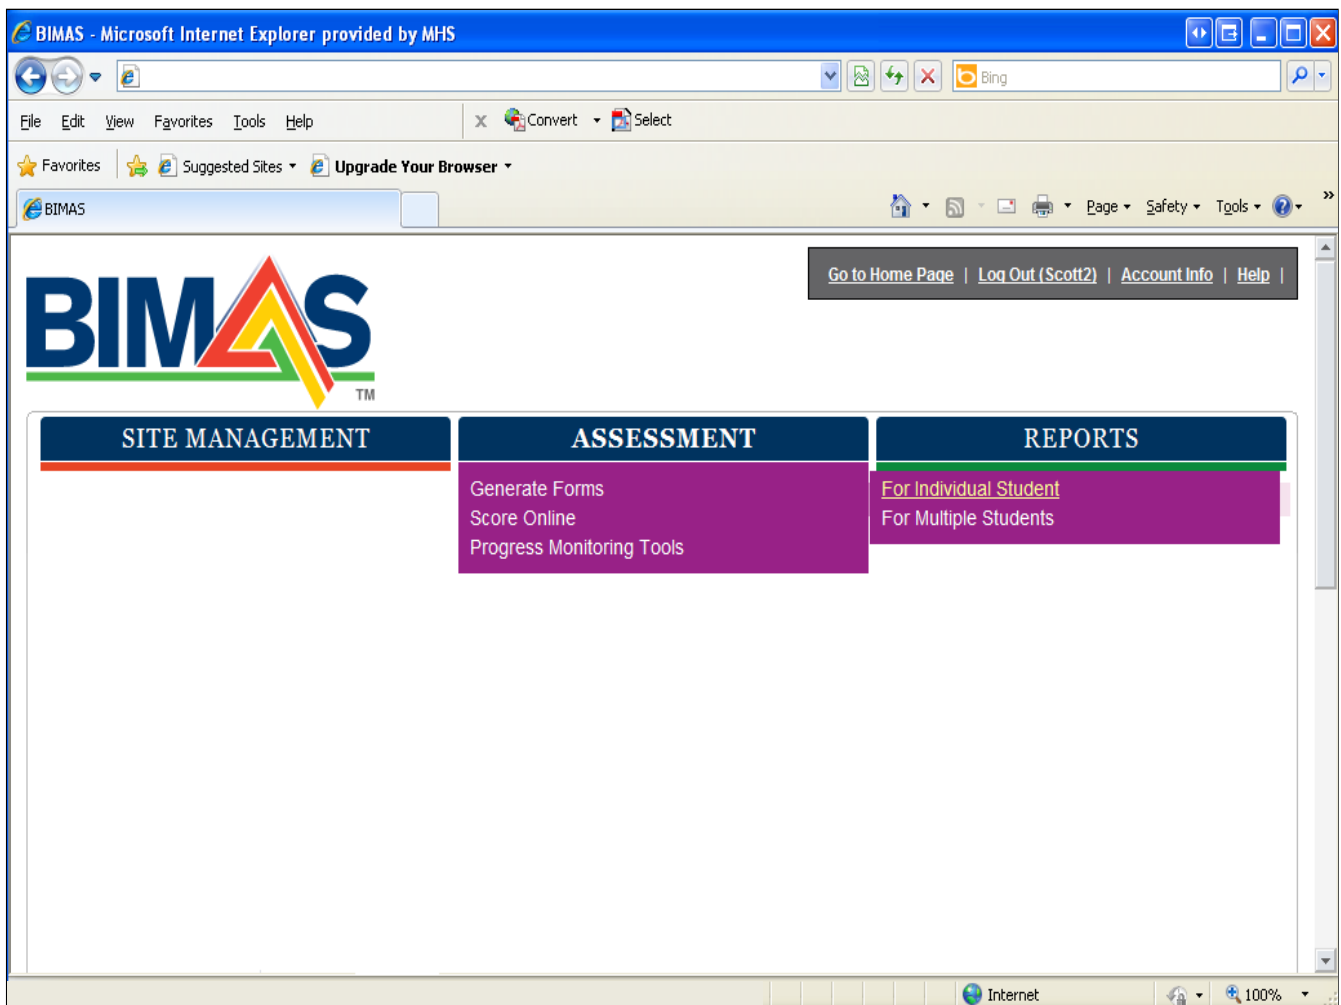 BIMAS - Microsoft Internet Explorer provided by MHS
Bing
File Edit View Favorites Tools Help x Convert Select
Favorites Suggested Sites Upgrade Your Browser
BIMAS Page Safety Tools »
Go to Home Page | Log Out (Scott2) | Account Info | Help |
BIMAS
TM
SITE MANAGEMENT ASSESSMENT REPORTS
Generate Forms For Individual Student
Score Online For Multiple Students
Progress Monitoring Tools
Internet 100%